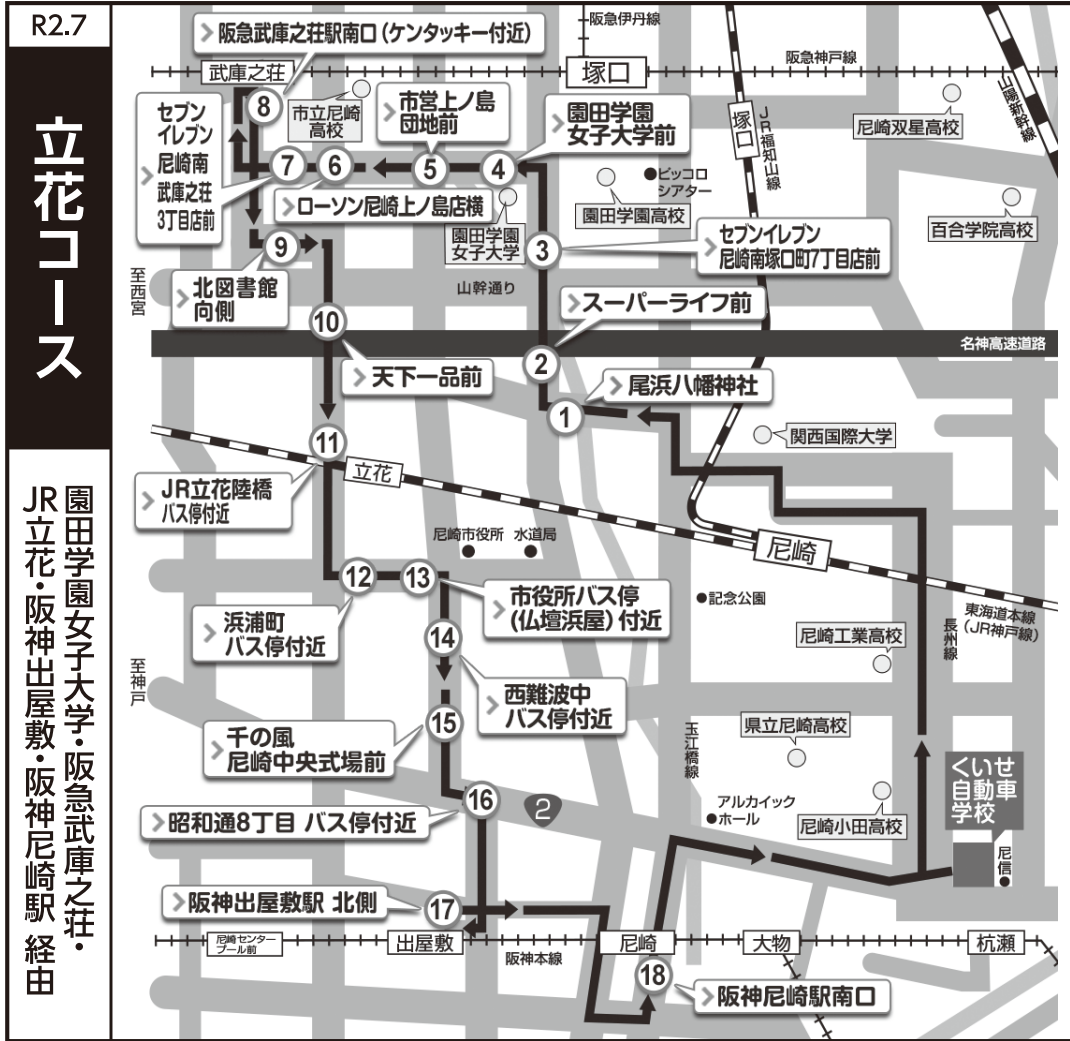 R2.7
立花コース
園田学園女子大学・阪急武庫之荘・
JR立花・阪神出屋敷・阪神尼崎駅 経由
阪急武庫之荘駅南口(ケンタッキー付近)
阪急伊丹線
阪急神戸線
武庫之荘
塚口
山陽新幹線
8
市立尼崎
高校
市営上ノ島
団地前
園田学園
女子大学前
塚口
JR福知山線
尼崎双星高校
セブン
イレブン
尼崎南
武庫之荘
3丁目店前
7
6
5
4
ピッコロ
シアター
ローソン尼崎上ノ島店横
園田学園高校
百合学院高校
園田学園
女子大学
3
セブンイレブン
尼崎南塚口町7丁目店前
9
至西宮
北図書館
向側
山幹通り
スーパーライフ前
10
名神高速道路
2
天下一品前
尾浜八幡神社
1
関西国際大学
11
立花
JR立花陸橋
バス停付近
尼崎市役所
水道局
尼崎
12
13
市役所バス停
(仏壇浜屋)付近
記念公園
東海道本線
(JR神戸線)
長州線
浜浦町
バス停付近
14
尼崎工業高校
至神戸
西難波中
バス停付近
15
千の風
尼崎中央式場前
玉江橋線
県立尼崎高校
くいせ
自動車
学校
16
2
アルカイック
ホール
昭和通8丁目 バス停付近
尼崎小田高校
尼信
阪神出屋敷駅 北側
17
尼崎センター
プール前
出屋敷
阪神本線
尼崎
大物
杭瀬
18
阪神尼崎駅南口